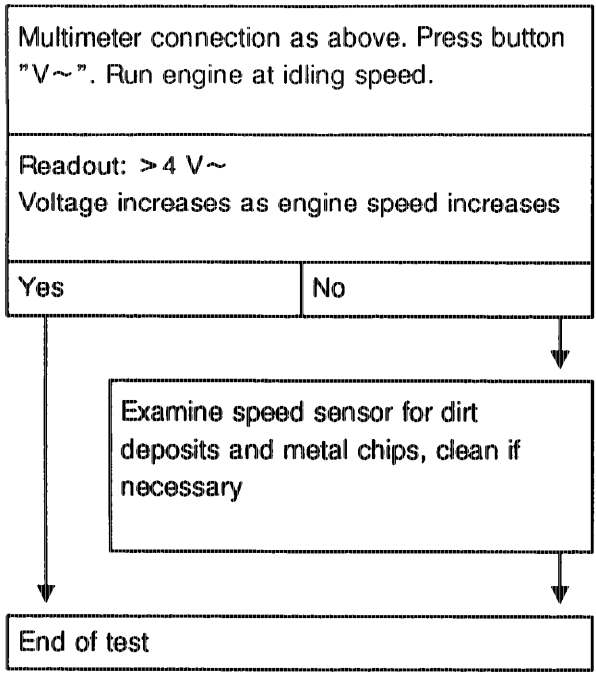 Multimeter connection as above. Press button
"V~". Run engine at idling speed.
Readout: >4 V~
Voltage increases as engine speed increases
Yes
No
Examine speed sensor for dirt
deposits and metal chips, clean if
necessary
End of test